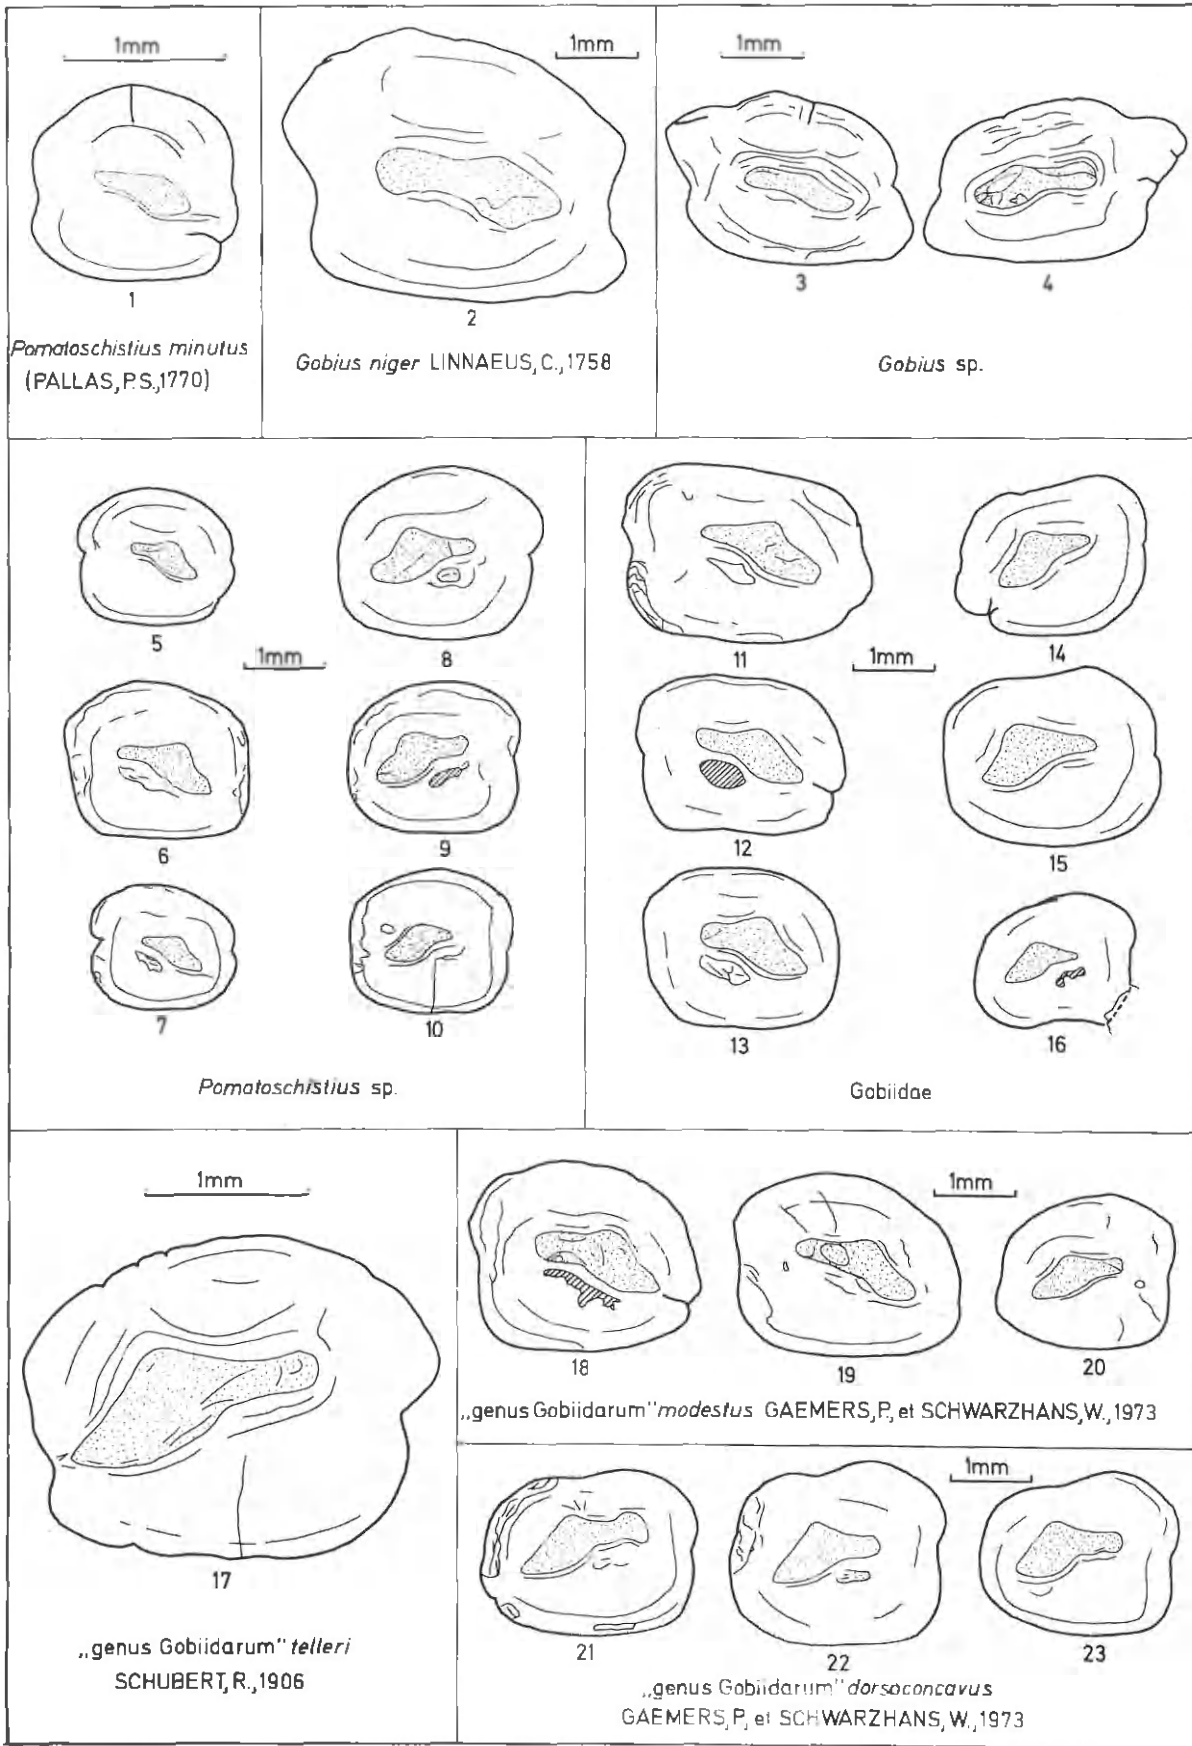 1mm
1
Pomatoschistius minutus
(PALLAS, P.S., 1770)
1mm
2
Gobius niger LINNAEUS, C., 1758
1mm
3 4
Gobius sp.
5 8
1mm
6 9
7 10
Pomatoschistius sp.
11 14
1mm
12 15
13 16
Gobiidae
1mm
17
„genus Gobiidarum" telleri
SCHUBERT, R., 1906
1mm
18 19 20
„genus Gobiidarum" modestus GAEMERS, P., et SCHWARZHANS, W., 1973
1mm
21 22 23
„genus Gobiidarum" dorsoconcavus
GAEMERS, P., et SCHWARZHANS, W., 1973